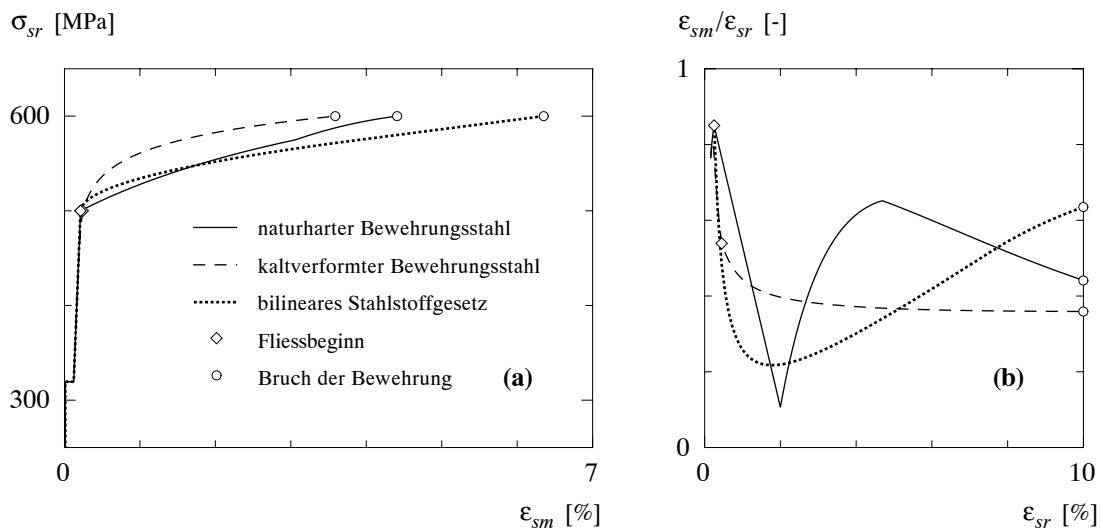 σsr [MPa]
600
300
0
7
εsm [%]
naturharter Bewehrungsstahl
kaltverformter Bewehrungsstahl
bilineares Stahlstoffgesetz
Fliessbeginn
Bruch der Bewehrung
(a)
εsm/εsr [-]
1
0
0
10
εsr [%]
(b)